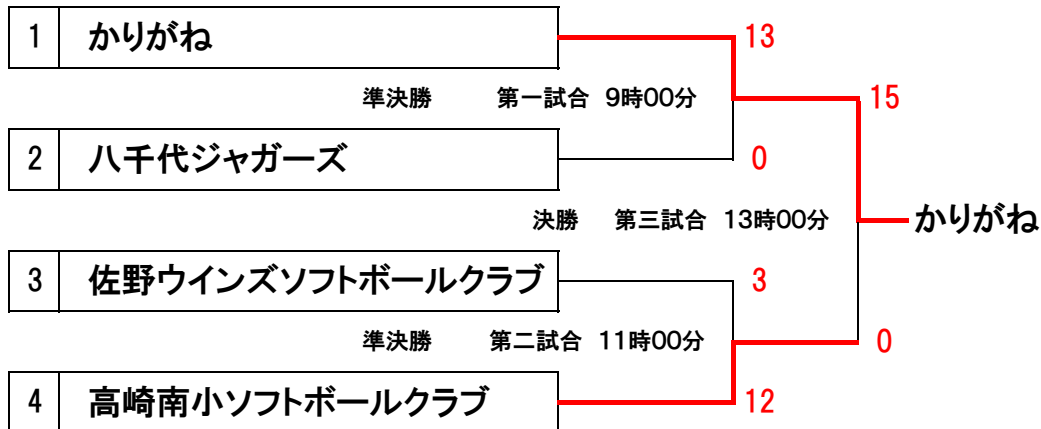 1 かりがね 13
準決勝 第一試合 9時00分 15
2 八千代ジャガーズ 0
決勝 第三試合 13時00分 かりがね
3 佐野ウインズソフトボールクラブ 3
準決勝 第二試合 11時00分 0
4 高崎南小ソフトボールクラブ 12